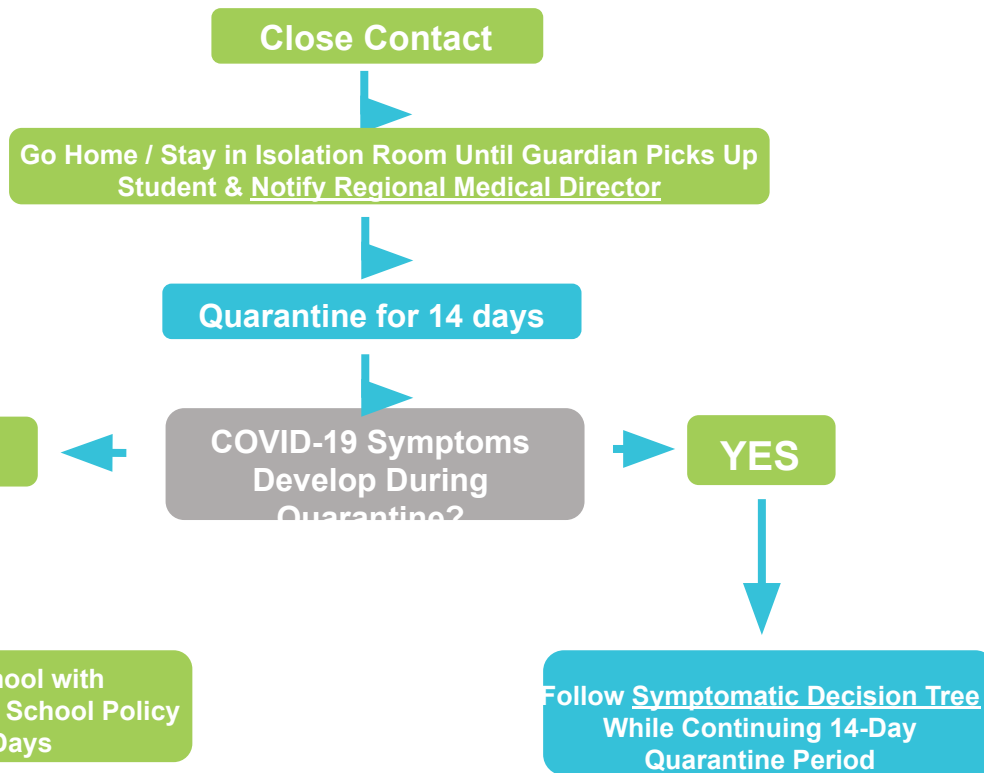 Close Contact
Go Home / Stay in Isolation Room Until Guardian Picks Up
Student & Notify Regional Medical Director
Quarantine for 14 days
COVID-19 Symptoms
Develop During
Quarantine?
YES
with
School Policy
Days
Follow Symptomatic Decision Tree
While Continuing 14-Day
Quarantine Period